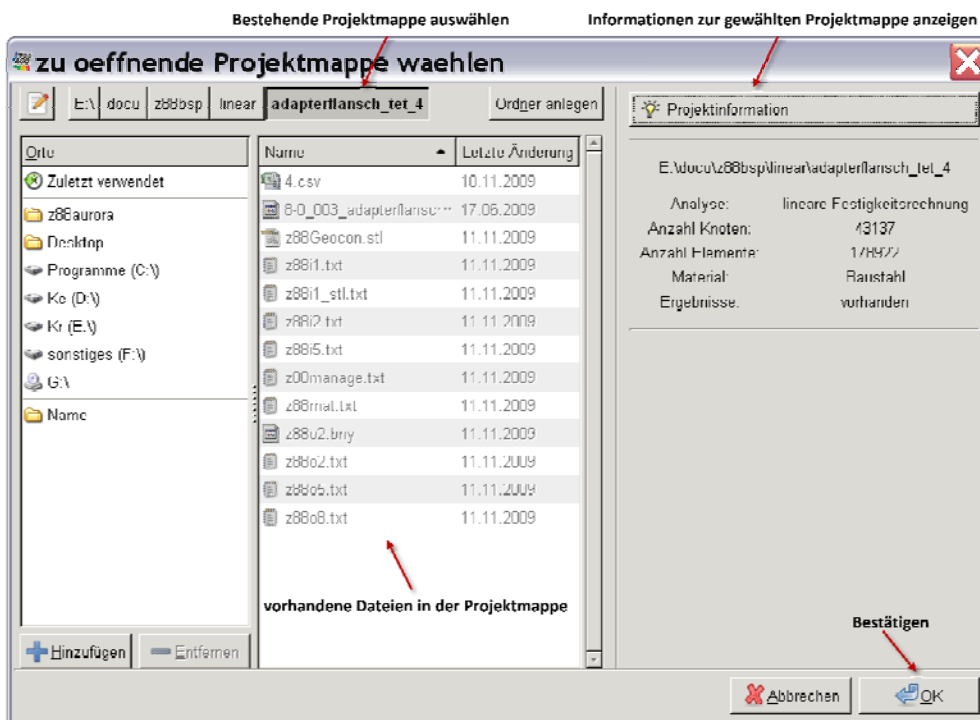 Bestehende Projektmappe auswählen
Informationen zur gewählten Projektmappe anzeigen
zu oeffnende Projektmappe waehlen
E:\ docu z88bsp linear adapterflansch_tet_4
Ordner anlegen
Projektinformation
Orte
Zuletzt verwendet
z88aurora
Desktop
Programme (C:\)
Ke (D:\)
Kr (E:\)
sonstiges (F:\)
G:\
Name
Name Letzte Änderung
4.csv 10.11.2009
8-0_003_adapterflansc··· 17.06.2009
z88Geocon.stl 11.11.2009
z88i1.txt 11.11.2009
z88i1_stl.txt 11.11.2009
z88i2.txt 11.11.2009
z88i5.txt 11.11.2009
z88manage.txt 11.11.2009
z88mat.txt 11.11.2009
z88o2.bny 11.11.2009
z88o2.txt 11.11.2009
z88o5.txt 11.11.2009
z88o8.txt 11.11.2009
E:\docu\z88bsp\linear\adapterflansch_tet_4
Analyse: lineare Festigkeitsrechnung
Anzahl Knoten: 43137
Anzahl Elemente: 178922
Material: Baustahl
Ergebnisse: vorhanden
vorhandene Dateien in der Projektmappe
Bestätigen
Hinzufügen
Entfernen
Abbrechen
OK